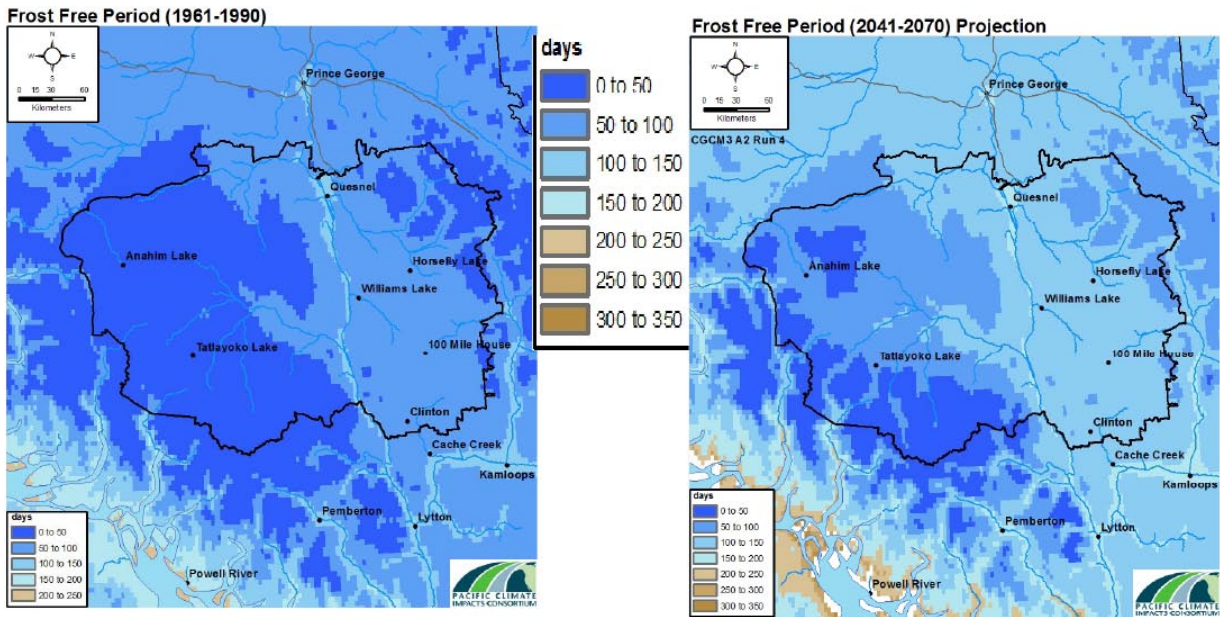 Frost Free Period (1961-1990)
N
W E
S
0 15 30 60
Kilometers
Prince George
Quesnel
Anahim Lake
Horsefly Lake
Williams Lake
Tatlayoko Lake
100 Mile House
Clinton
Cache Creek
Kamloops
Pemberton
Lytton
Powell River
days
0 to 50
50 to 100
100 to 150
150 to 200
200 to 250
PACIFIC CLIMATE
IMPACTS CONSORTIUM
days
0 to 50
50 to 100
100 to 150
150 to 200
200 to 250
250 to 300
300 to 350
Frost Free Period (2041-2070) Projection
N
W E
S
0 15 30 60
Kilometers
CGCM3 A2 Run 4
Prince George
Quesnel
Anahim Lake
Horsefly Lake
Williams Lake
Tatlayoko Lake
100 Mile House
Clinton
Cache Creek
Kamloops
Pemberton
Lytton
Powell River
days
0 to 50
50 to 100
100 to 150
150 to 200
200 to 250
250 to 300
300 to 350
PACIFIC CLIMATE
IMPACTS CONSORTIUM